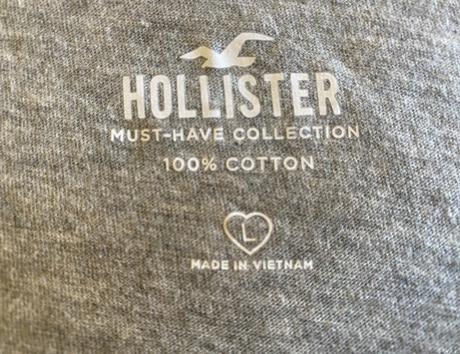 HOLLISTER
MUST-HAVE COLLECTION
100% COTTON
L
MADE IN VIETNAM